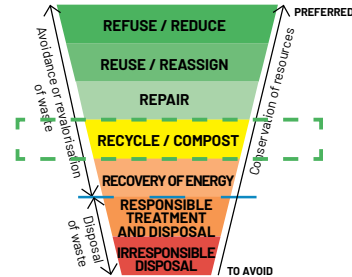 PREFERRED
REFUSE / REDUCE
REUSE / REASSIGN
REPAIR
RECYCLE / COMPOST
RECOVERY OF ENERGY
RESPONSIBLE
TREATMENT
AND DISPOSAL
IRRESPONSIBLE
DISPOSAL
TO AVOID
Avoidance or
revalorisation
of waste
Disposal
of waste
Conservation of resources